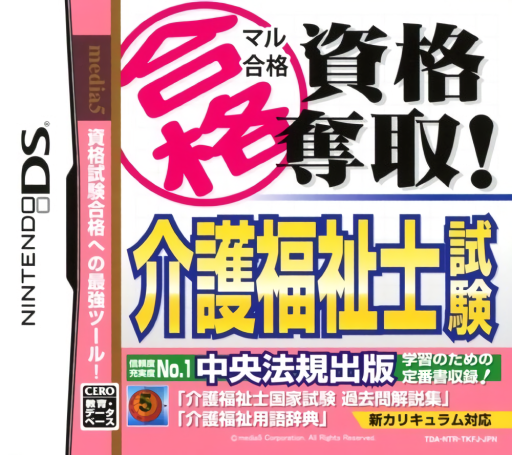 NINTENDO DS
media5
資格試験合格への最強ツール!
CERO
教育・
データ
ベース
合格
マル
合格
資格
奪取!
介護福祉士
試験
信頼度
充実度
No.1
中央法規出版
学習のための
定番書収録!
5
「介護福祉士国家試験 過去問解説集」
「介護福祉用語辞典」
新カリキュラム対応
© media5 Corporation All Rights Reserved.
TDA-NTR-TKFJ-JPN